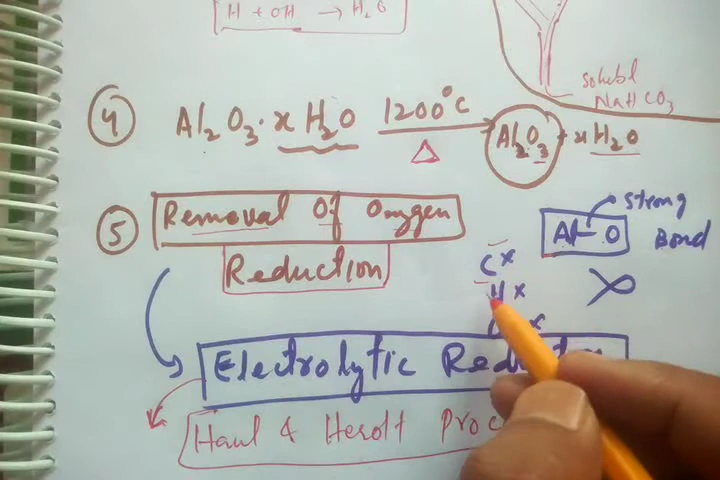 H + OH → H2O
solubl
NaHCO3
4 Al2O3 · x H2O 1200°C Δ → Al2O3 + x H2O
5 Removal Of Oxygen
Reduction
Al-O strong
Bond
C x
H x
x
Electrolytic
Haul & Herolt Proc